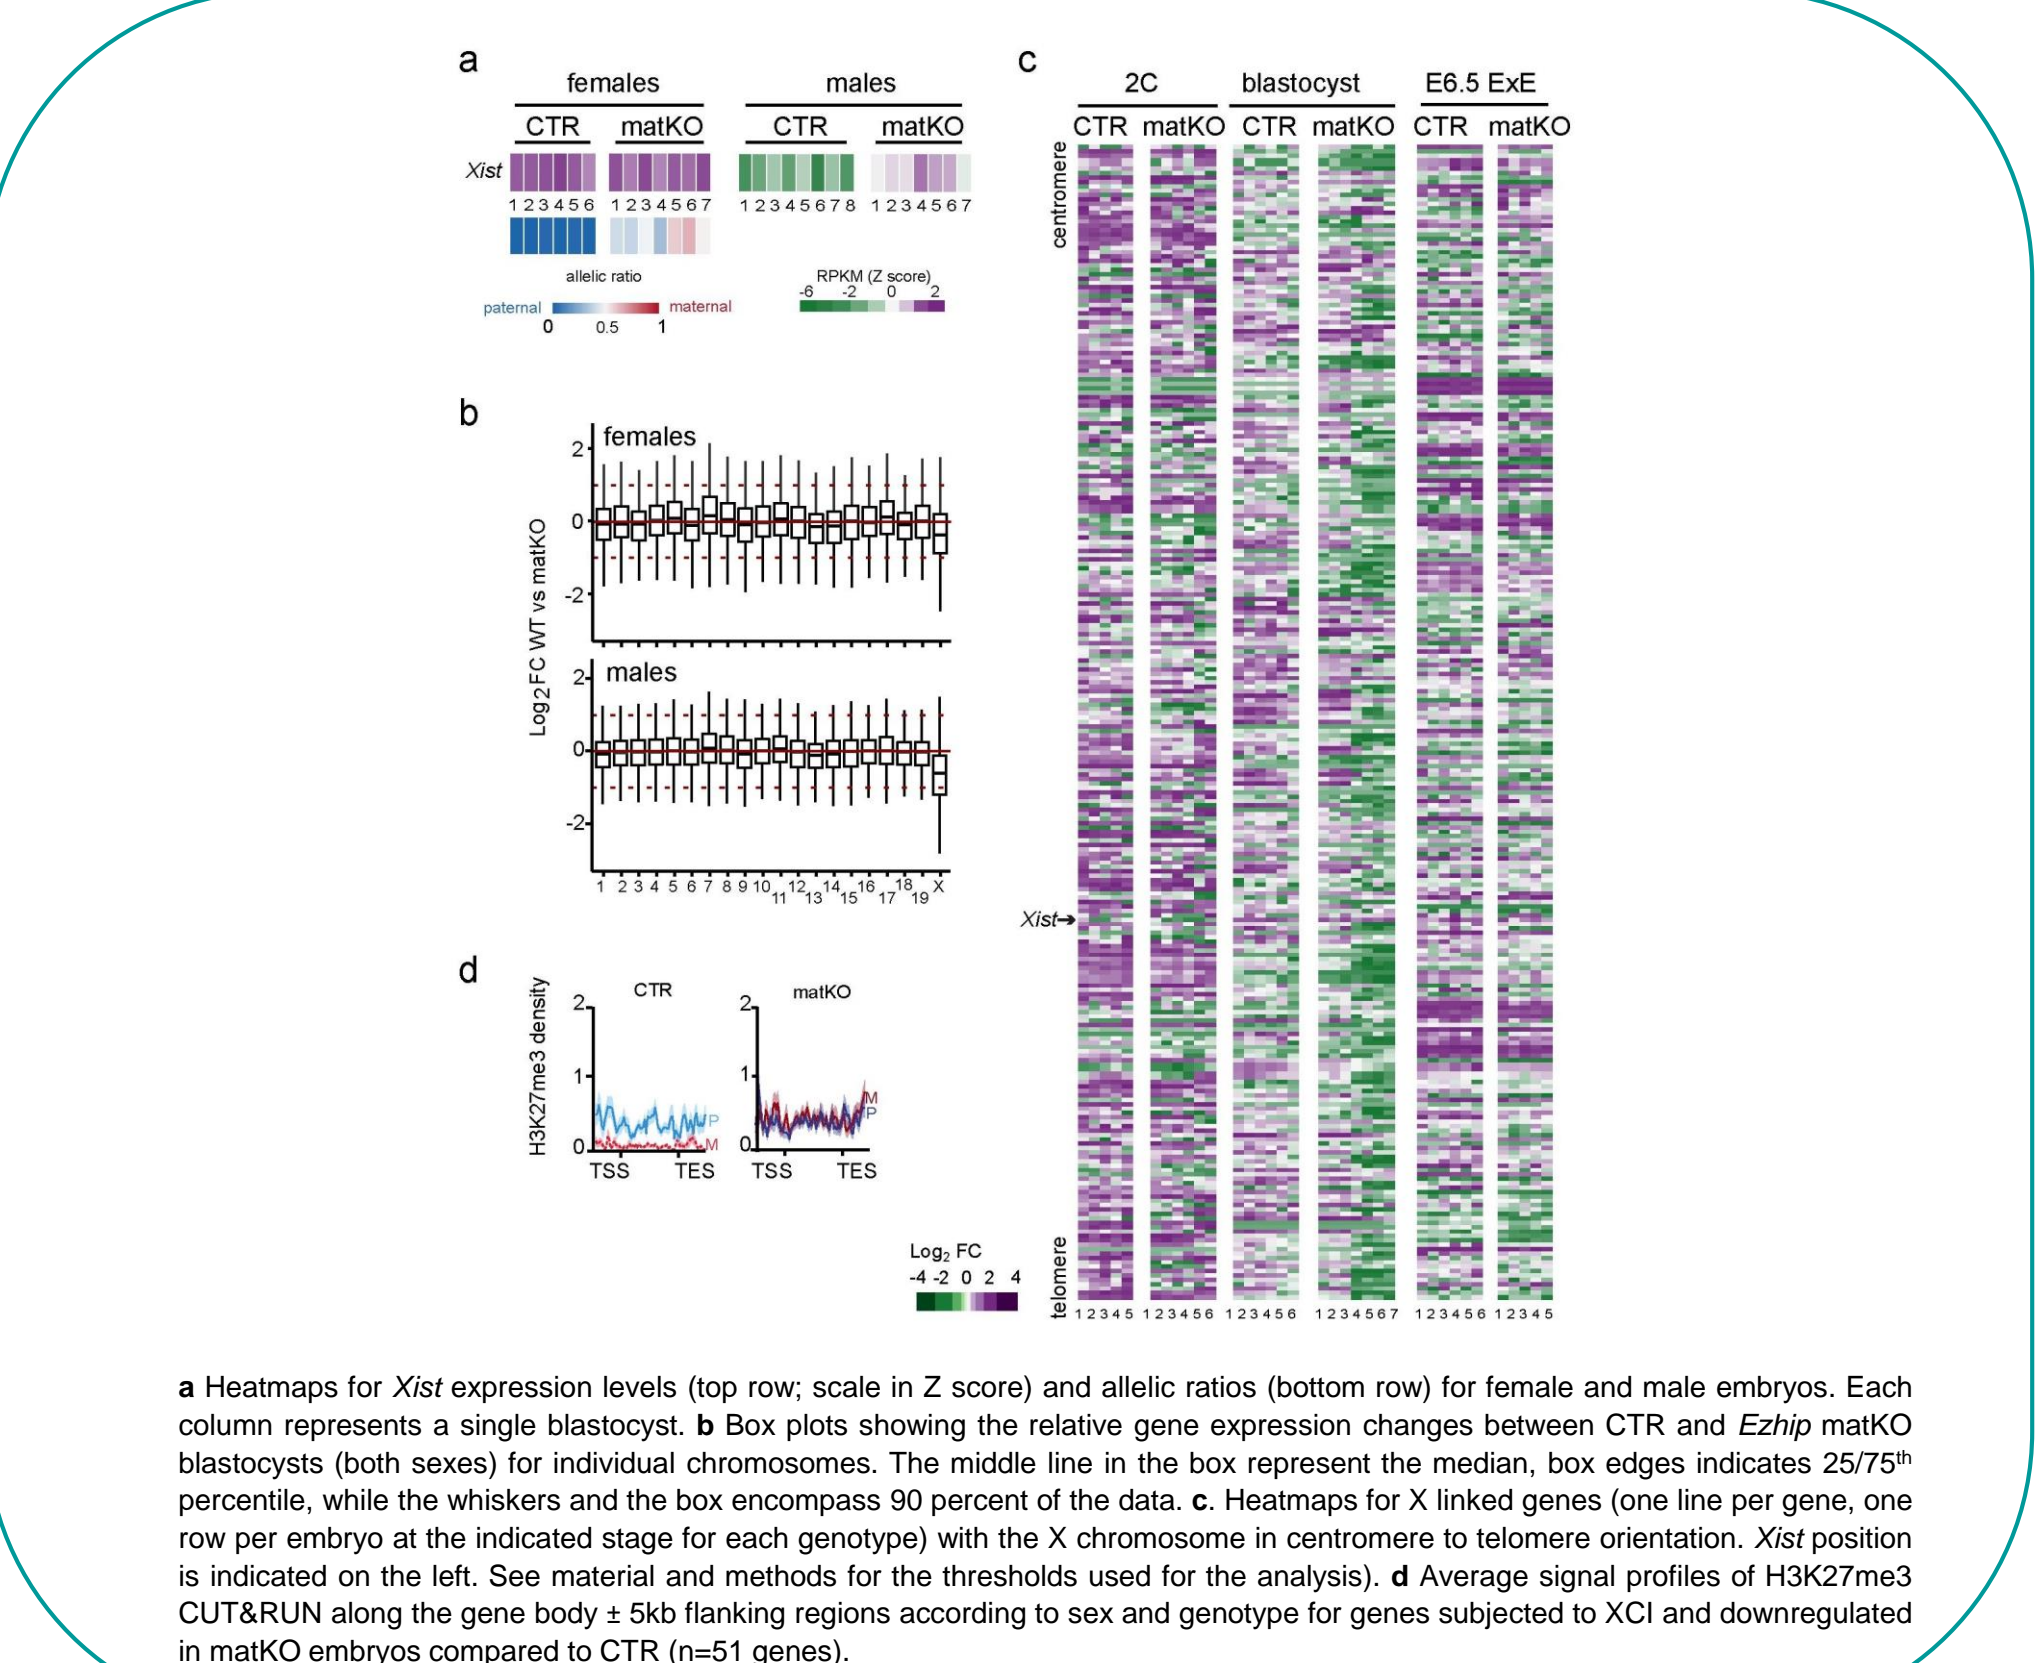 a
females
males
CTR
matKO
CTR
matKO
Xist
1 2 3 4 5 6
1 2 3 4 5 6 7
1 2 3 4 5 6 7 8
1 2 3 4 5 6 7
allelic ratio
paternal
maternal
0
0.5
1
RPKM (Z score)
-6 -2 0 2
b
Log2FC WT vs matKO
females
2
0
-2
males
2
0
-2
1 2 3 4 5 6 7 8 9 10 11 12 13 14 15 16 17 18 19 X
c
2C
blastocyst
E6.5 ExE
CTR matKO CTR matKO CTR matKO
centromere
Xist
telomere
1 2 3 4 5
1 2 3 4 5 6
1 2 3 4 5 6
1 2 3 4 5 6 7
1 2 3 4 5 6
1 2 3 4 5
d
H3K27me3 density
CTR
2
1
0
P
M
TSS
TES
matKO
2
1
0
M
P
TSS
TES
Log2 FC
-4 -2 0 2 4
a Heatmaps for Xist expression levels (top row; scale in Z score) and allelic ratios (bottom row) for female and male embryos. Each
column represents a single blastocyst. b Box plots showing the relative gene expression changes between CTR and Ezhip matKO
blastocysts (both sexes) for individual chromosomes. The middle line in the box represent the median, box edges indicates 25/75th
percentile, while the whiskers and the box encompass 90 percent of the data. c. Heatmaps for X linked genes (one line per gene, one
row per embryo at the indicated stage for each genotype) with the X chromosome in centromere to telomere orientation. Xist position
is indicated on the left. See material and methods for the thresholds used for the analysis). d Average signal profiles of H3K27me3
CUT&RUN along the gene body ± 5kb flanking regions according to sex and genotype for genes subjected to XCI and downregulated
in matKO embryos compared to CTR (n=51 genes).